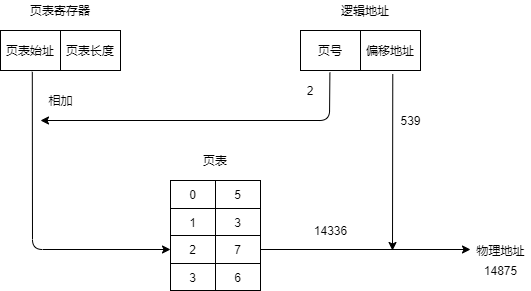 页表寄存器
逻辑地址
页表始址 页表长度
页号 偏移地址
2
相加
539
页表
0 5
1 3
2 7
3 6
14336
物理地址
14875